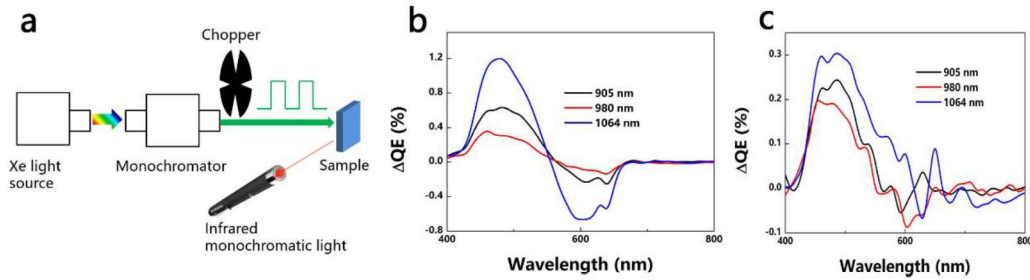 a
Chopper
Xe light
source
Monochromator
Sample
Infrared
monochromatic light
b
ΔQE (%)
1.2
0.8
0.4
0.0
-0.4
-0.8
400
600
800
Wavelength (nm)
905 nm
980 nm
1064 nm
c
ΔQE (%)
0.3
0.2
0.1
0.0
-0.1
400
500
600
700
800
Wavelength (nm)
905 nm
980 nm
1064 nm